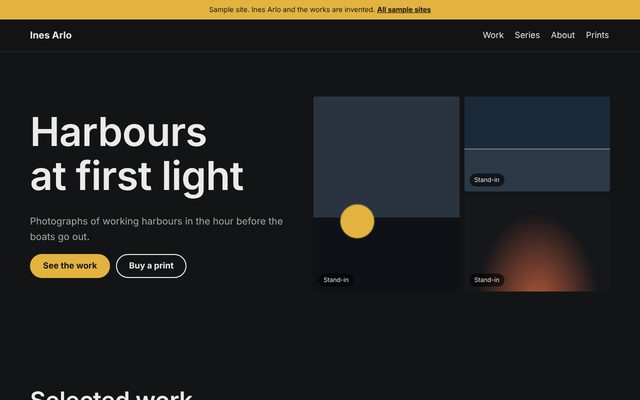 Sample site. Ines Arlo and the works are invented. All sample sites
Ines Arlo
Work Series About Prints
Harbours
at first light
Photographs of working harbours in the hour before the
boats go out.
See the work Buy a print
Stand-in
Stand-in
Stand-in
Selected work